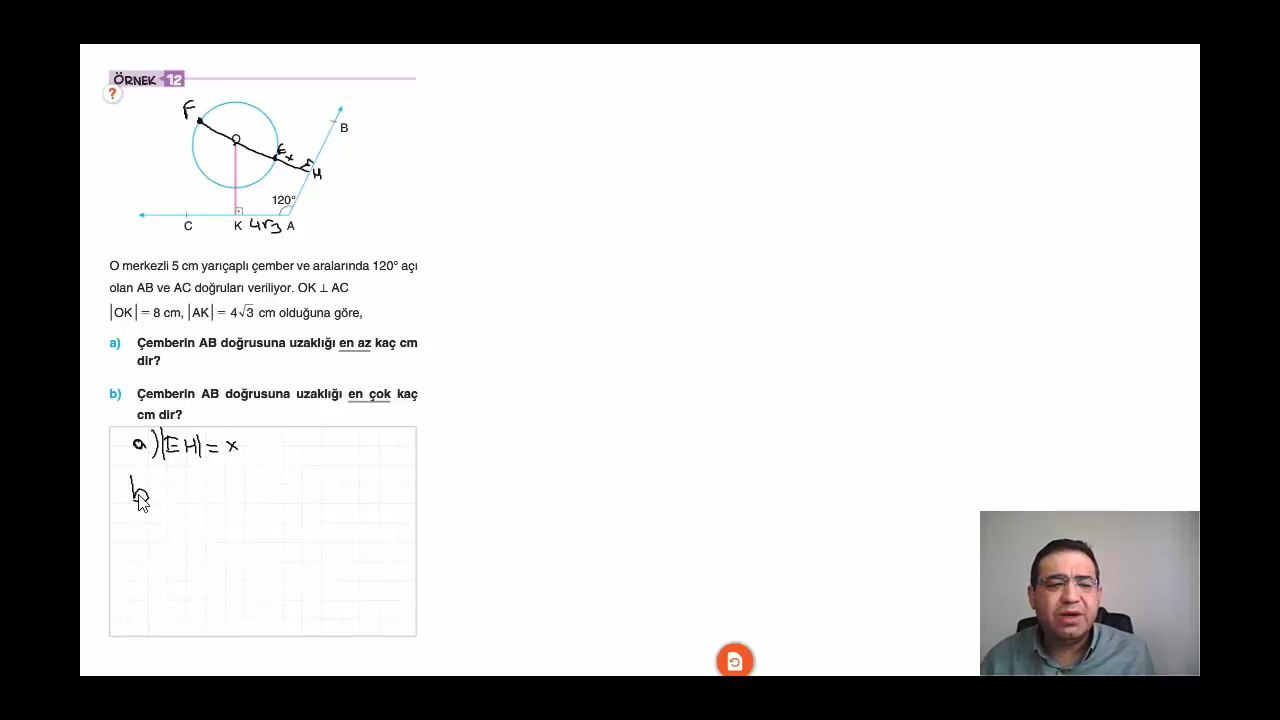 ÖRNEK 12
?
F
O
E
x
H
B
120°
C
K
4√3
A
O merkezli 5 cm yarıçaplı çember ve aralarında 120° açı
olan AB ve AC doğruları veriliyor. OK ⊥ AC
|OK| = 8 cm, |AK| = 4√3 cm olduğuna göre,
a) Çemberin AB doğrusuna uzaklığı en az kaç cm
dir?
b) Çemberin AB doğrusuna uzaklığı en çok kaç
cm dir?
a) |EH| = x
b